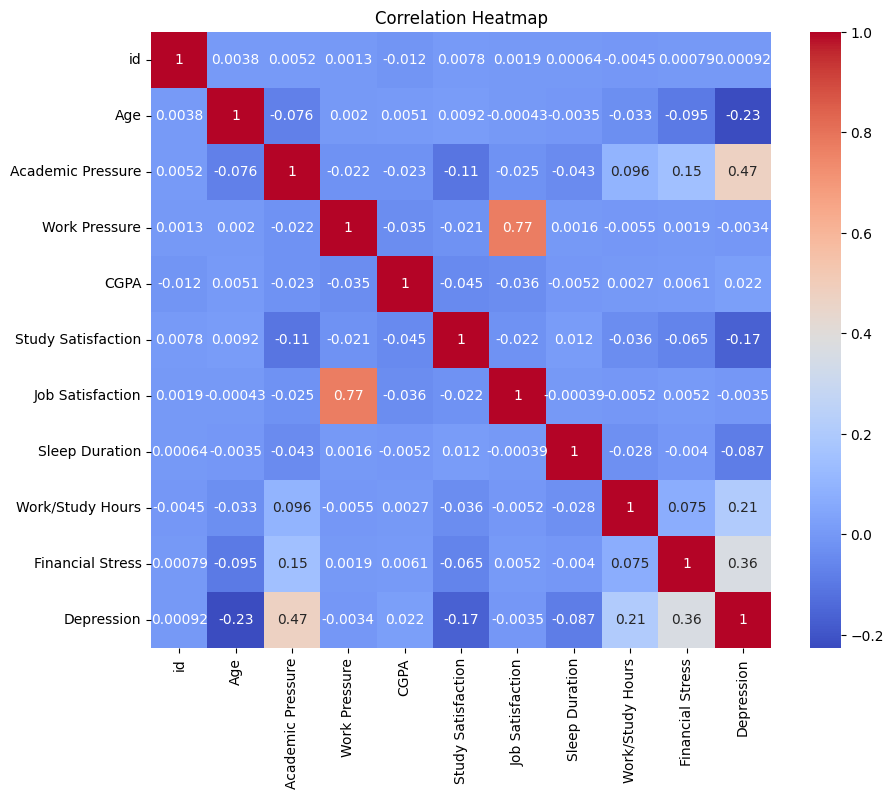 Correlation Heatmap
id 1 0.0038 0.0052 0.0013 -0.012 0.0078 0.0019 0.00064 -0.0045 0.00079 0.00092
Age 0.0038 1 -0.076 0.002 0.0051 0.0092 -0.00043 -0.0035 -0.033 -0.095 -0.23
Academic Pressure 0.0052 -0.076 1 -0.022 -0.023 -0.11 -0.025 -0.043 0.096 0.15 0.47
Work Pressure 0.0013 0.002 -0.022 1 -0.035 -0.021 0.77 0.0016 -0.0055 0.0019 -0.0034
CGPA -0.012 0.0051 -0.023 -0.035 1 -0.045 -0.036 -0.0052 0.0027 0.0061 0.022
Study Satisfaction 0.0078 0.0092 -0.11 -0.021 -0.045 1 -0.022 0.012 -0.036 -0.065 -0.17
Job Satisfaction 0.0019 -0.00043 -0.025 0.77 -0.036 -0.022 1 -0.00039 -0.0052 0.0052 -0.0035
Sleep Duration 0.00064 -0.0035 -0.043 0.0016 -0.0052 0.012 -0.00039 1 -0.028 -0.004 -0.087
Work/Study Hours -0.0045 -0.033 0.096 -0.0055 0.0027 -0.036 -0.0052 -0.028 1 0.075 0.21
Financial Stress 0.00079 -0.095 0.15 0.0019 0.0061 -0.065 0.0052 -0.004 0.075 1 0.36
Depression 0.00092 -0.23 0.47 -0.0034 0.022 -0.17 -0.0035 -0.087 0.21 0.36 1
id
Age
Academic Pressure
Work Pressure
CGPA
Study Satisfaction
Job Satisfaction
Sleep Duration
Work/Study Hours
Financial Stress
Depression
1.0
0.8
0.6
0.4
0.2
0.0
−0.2